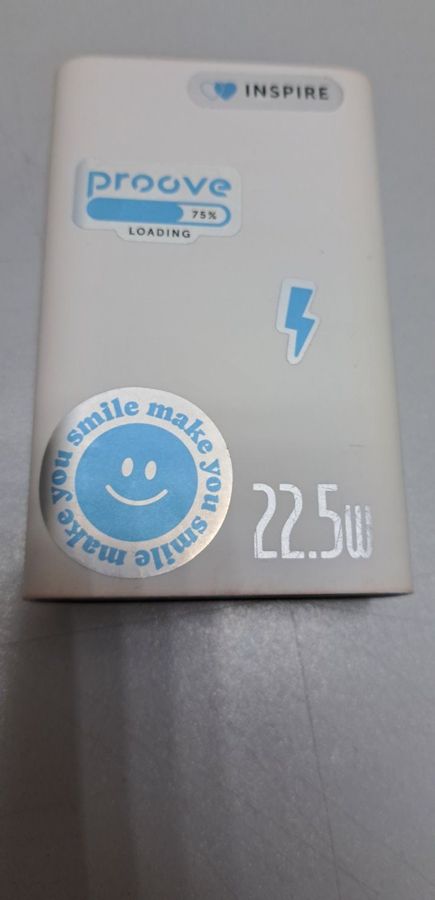 INSPIRE
proove
75%
LOADING
make you smile make you smile
22.5w